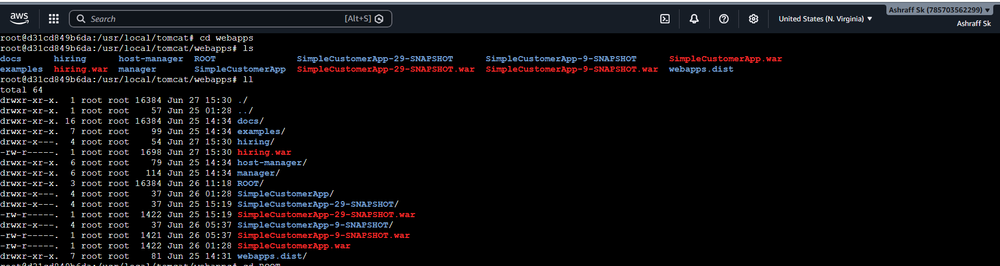 aws
Search [Alt+S]
United States (N. Virginia) ▼
Ashraff Sk (785703562299) ▼
Ashraff Sk
root@d31cd849b6da:/usr/local/tomcat# cd webapps
root@d31cd849b6da:/usr/local/tomcat/webapps# ls
docs hiring host-manager ROOT SimpleCustomerApp-29-SNAPSHOT SimpleCustomerApp-9-SNAPSHOT SimpleCustomerApp.war
examples hiring.war manager SimpleCustomerApp SimpleCustomerApp-29-SNAPSHOT.war SimpleCustomerApp-9-SNAPSHOT.war webapps.dist
root@d31cd849b6da:/usr/local/tomcat/webapps# ll
total 64
drwxr-xr-x. 1 root root 16384 Jun 27 15:30 ./
drwxr-xr-x. 1 root root 57 Jun 25 01:28 ../
drwxr-xr-x. 16 root root 16384 Jun 25 14:34 docs/
drwxr-xr-x. 7 root root 99 Jun 25 14:34 examples/
drwxr-x---. 4 root root 54 Jun 27 15:30 hiring/
-rw-r-----. 1 root root 1698 Jun 27 15:30 hiring.war
drwxr-xr-x. 6 root root 79 Jun 25 14:34 host-manager/
drwxr-xr-x. 6 root root 114 Jun 25 14:34 manager/
drwxr-xr-x. 3 root root 16384 Jun 26 11:18 ROOT/
drwxr-x---. 4 root root 37 Jun 26 01:28 SimpleCustomerApp/
drwxr-x---. 4 root root 37 Jun 25 15:19 SimpleCustomerApp-29-SNAPSHOT/
-rw-r-----. 1 root root 1422 Jun 25 15:19 SimpleCustomerApp-29-SNAPSHOT.war
drwxr-x---. 4 root root 37 Jun 26 05:37 SimpleCustomerApp-9-SNAPSHOT/
-rw-r-----. 1 root root 1421 Jun 26 05:37 SimpleCustomerApp-9-SNAPSHOT.war
-rw-r-----. 1 root root 1422 Jun 26 01:28 SimpleCustomerApp.war
drwxr-xr-x. 7 root root 81 Jun 25 14:31 webapps.dist/
root@d31cd849b6da:/usr/local/tomcat/webapps# cd ROOT